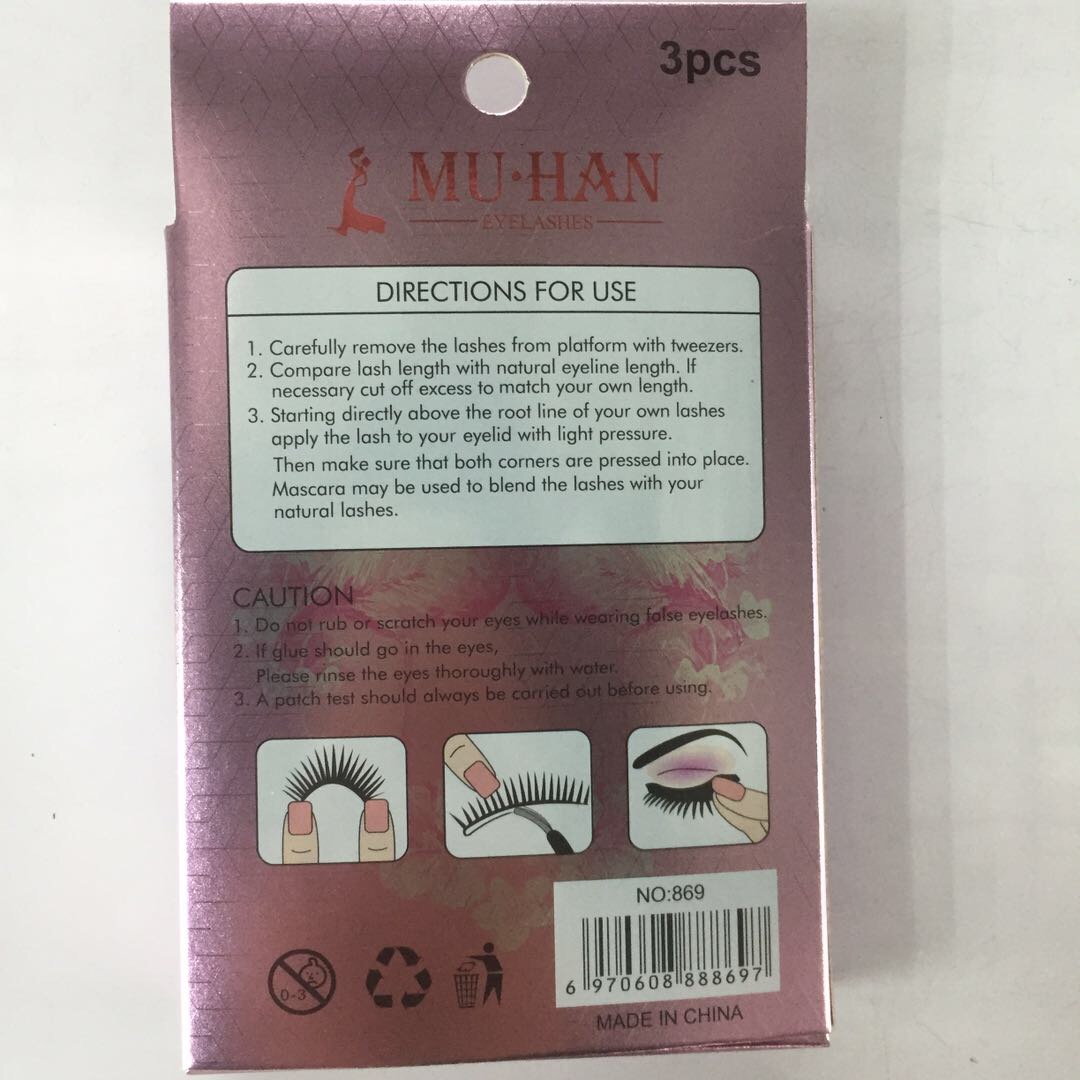 3pcs
MU·HAN
EYELASHES
DIRECTIONS FOR USE
1. Carefully remove the lashes from platform with tweezers.
2. Compare lash length with natural eyeline length. If
necessary cut off excess to match your own length.
3. Starting directly above the root line of your own lashes
apply the lash to your eyelid with light pressure.
Then make sure that both corners are pressed into place.
Mascara may be used to blend the lashes with your
natural lashes.
CAUTION
1. Do not rub or scratch your eyes while wearing false eyelashes.
2. If glue should go in the eyes,
Please rinse the eyes thoroughly with water.
3. A patch test should always be carried out before using.
NO:869
6 970608 888697
0-3
MADE IN CHINA